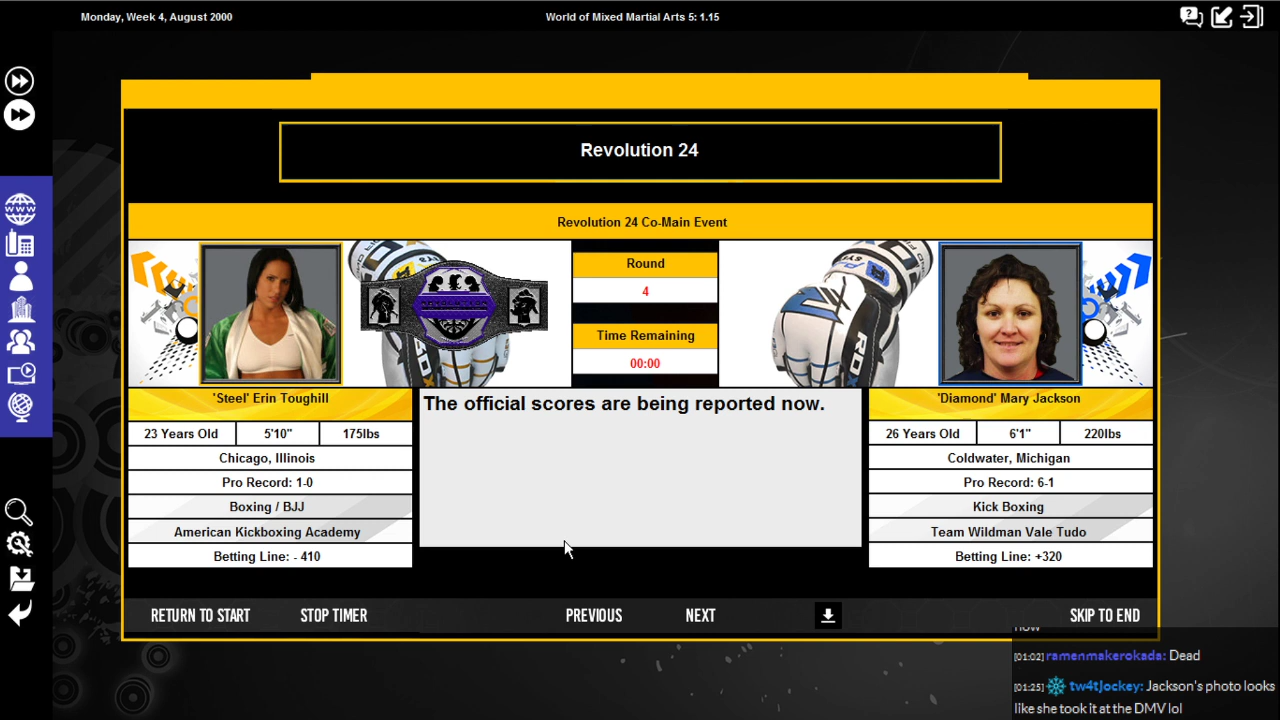 Monday, Week 4, August 2000
World of Mixed Martial Arts 5: 1.15
Revolution 24
Revolution 24 Co-Main Event
Round
4
Time Remaining
00:00
'Steel' Erin Toughill
23 Years Old
5'10"
175lbs
Chicago, Illinois
Pro Record: 1-0
Boxing / BJJ
American Kickboxing Academy
Betting Line: - 410
The official scores are being reported now.
'Diamond' Mary Jackson
26 Years Old
6'1"
220lbs
Coldwater, Michigan
Pro Record: 6-1
Kick Boxing
Team Wildman Vale Tudo
Betting Line: +320
RETURN TO START
STOP TIMER
PREVIOUS
NEXT
SKIP TO END
now
[01:02] ramenmakerokada: Dead
[01:25] tw4tJockey: Jackson's photo looks
like she took it at the DMV lol
WWW
RDX
RDX